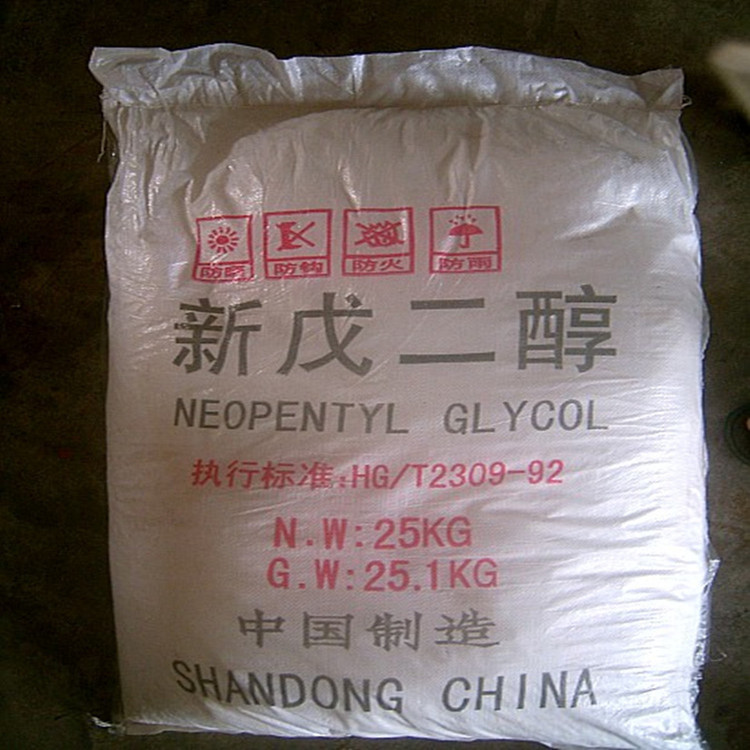 防晒 防钩 防火 防雨
新戊二醇
NEOPENTYL GLYCOL
执行标准:HG/T2309-92
N.W:25KG
G.W:25.1KG
中国制造
SHANDONG CHINA